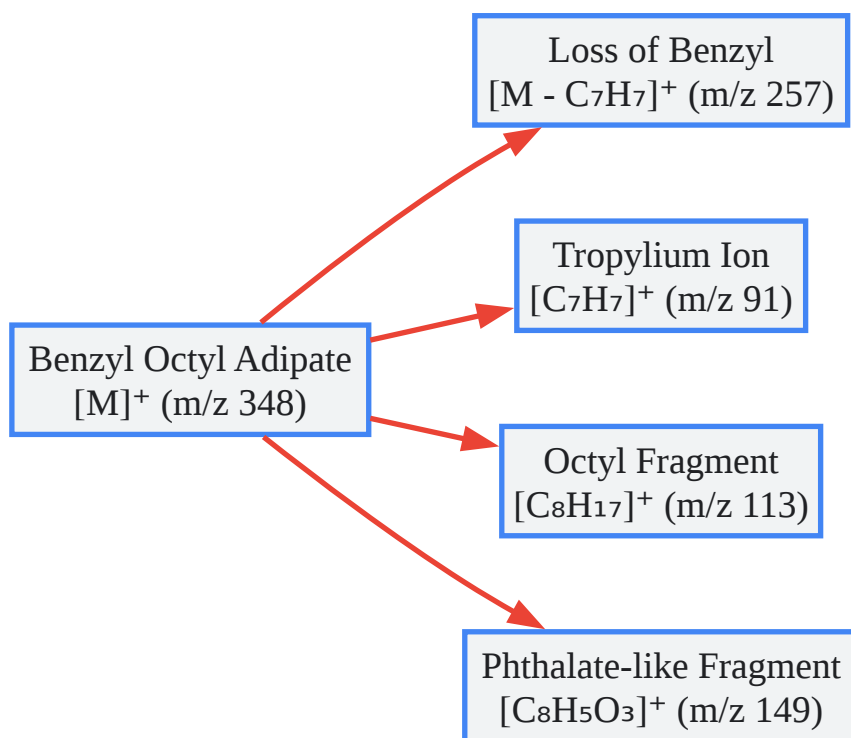 Loss of Benzyl
[M - C₇H₇]⁺ (m/z 257)
Tropylium Ion
[C₇H₇]⁺ (m/z 91)
Benzyl Octyl Adipate
[M]⁺ (m/z 348)
Octyl Fragment
[C₈H₁₇]⁺ (m/z 113)
Phthalate-like Fragment
[C₈H₅O₃]⁺ (m/z 149)